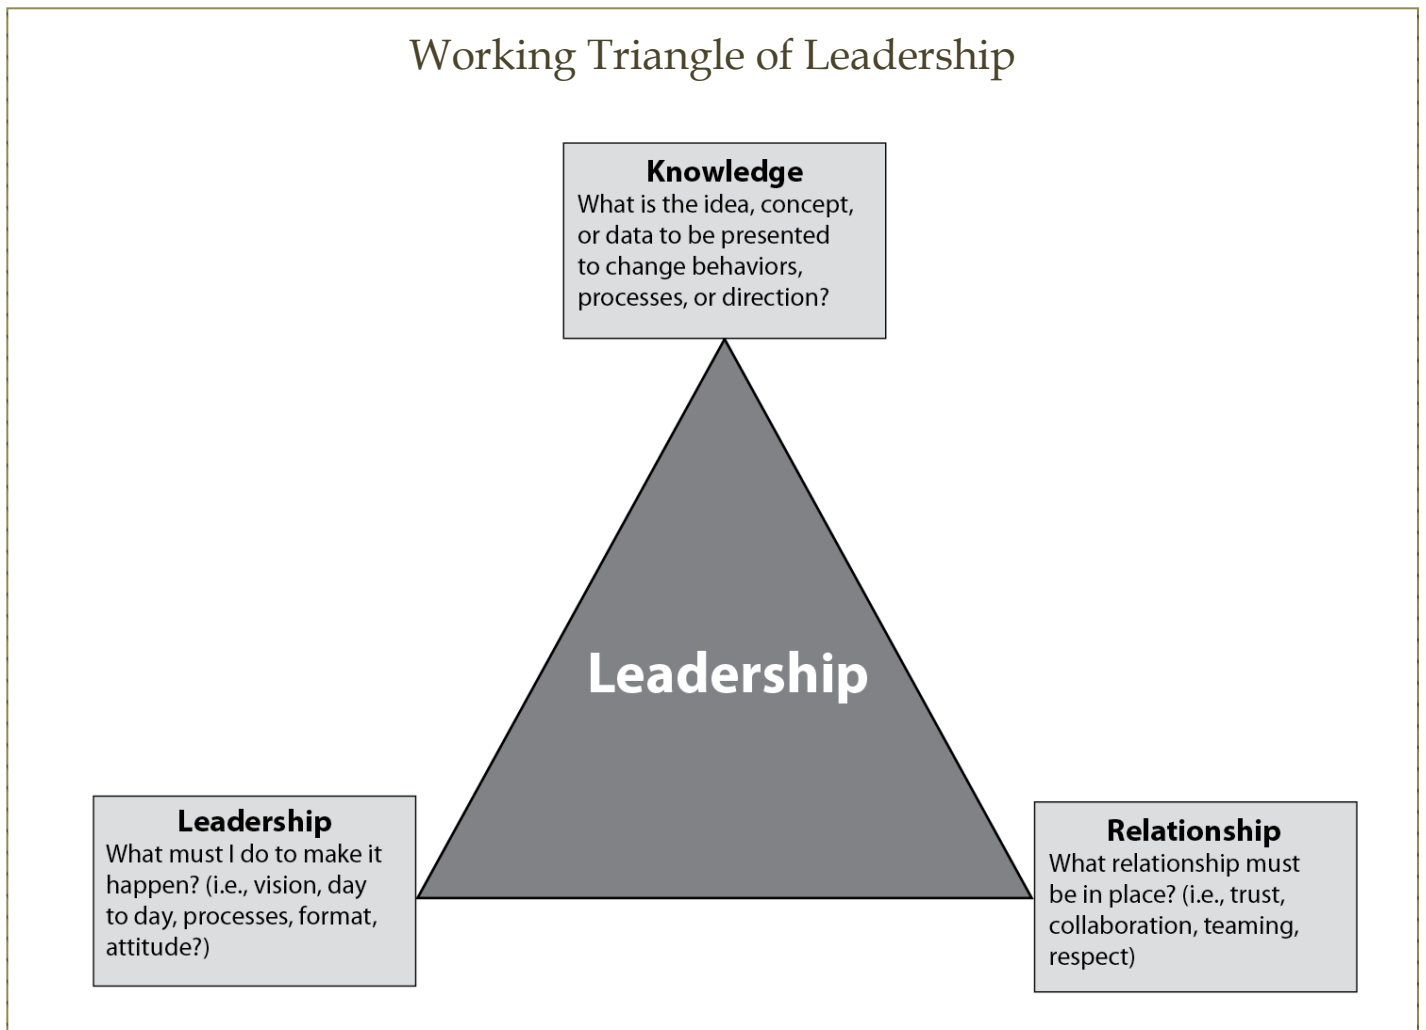 Working Triangle of Leadership
Knowledge
What is the idea, concept,
or data to be presented
to change behaviors,
processes, or direction?
Leadership
Leadership
What must I do to make it
happen? (i.e., vision, day
to day, processes, format,
attitude?)
Relationship
What relationship must
be in place? (i.e., trust,
collaboration, teaming,
respect)